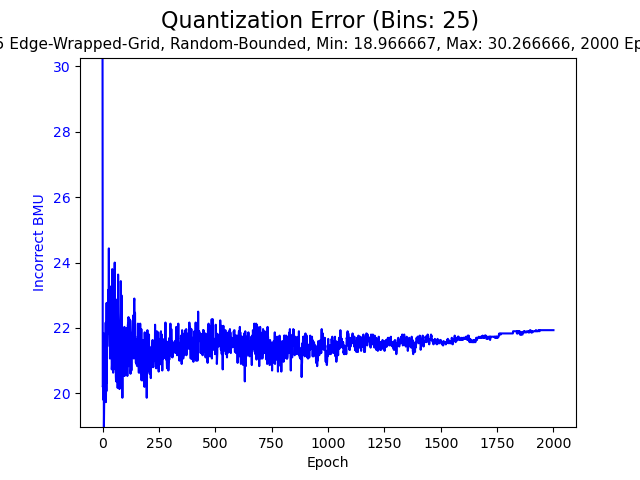 Quantization Error (Bins: 25)
5 Edge-Wrapped-Grid, Random-Bounded, Min: 18.966667, Max: 30.266666, 2000 Ep
30
28
26
24
22
20
Incorrect BMU
0 250 500 750 1000 1250 1500 1750 2000
Epoch